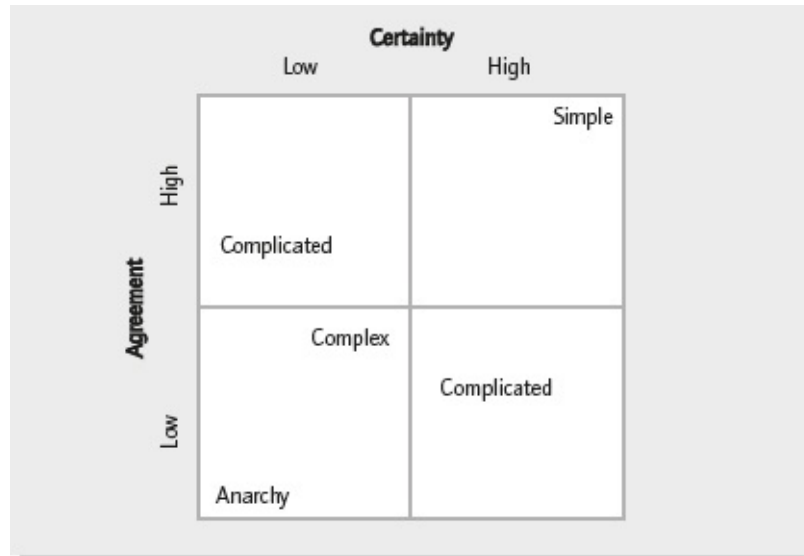 Certainty
Low High
Simple
High
Complicated
Agreement
Complex
Complicated
Low
Anarchy